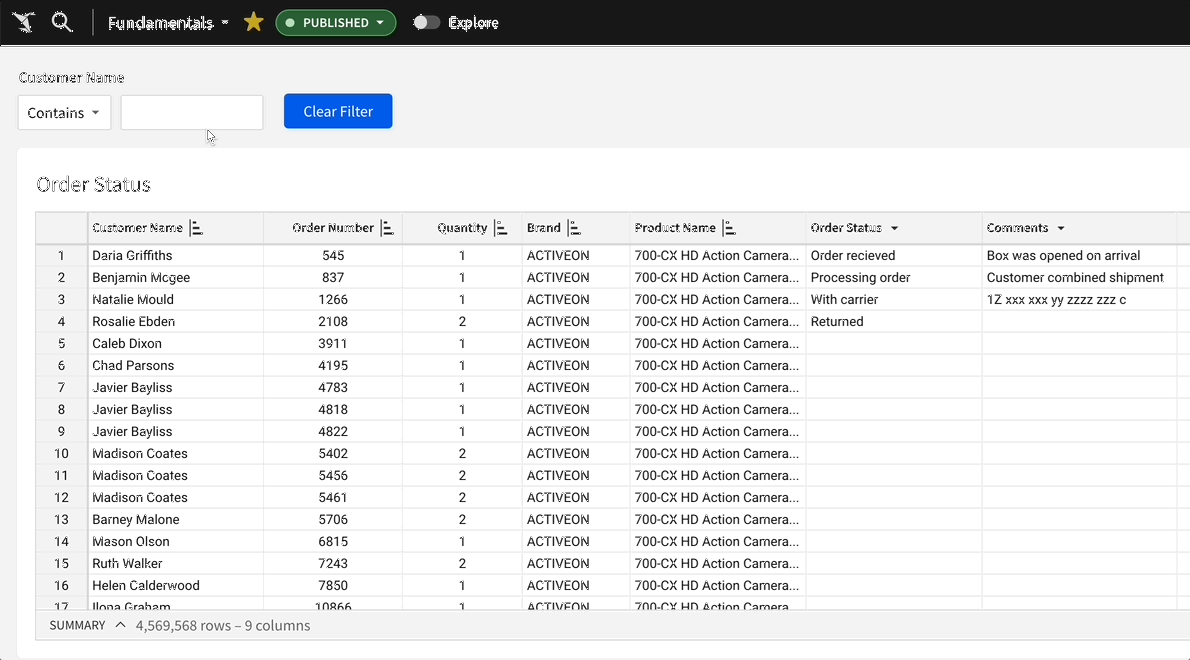 Fundamentals PUBLISHED Explore
Customer Name
Contains Clear Filter
Order Status
Customer Name Order Number Quantity Brand Product Name Order Status Comments
1 Daria Griffiths 545 1 ACTIVEON 700-CX HD Action Camera... Order recieved Box was opened on arrival
2 Benjamin Mcgee 837 1 ACTIVEON 700-CX HD Action Camera... Processing order Customer combined shipment
3 Natalie Mould 1266 1 ACTIVEON 700-CX HD Action Camera... With carrier 1Z xxx xxx yy zzzz zzz c
4 Rosalie Ebden 2108 2 ACTIVEON 700-CX HD Action Camera... Returned
5 Caleb Dixon 3911 1 ACTIVEON 700-CX HD Action Camera...
6 Chad Parsons 4195 1 ACTIVEON 700-CX HD Action Camera...
7 Javier Bayliss 4783 1 ACTIVEON 700-CX HD Action Camera...
8 Javier Bayliss 4818 1 ACTIVEON 700-CX HD Action Camera...
9 Javier Bayliss 4822 1 ACTIVEON 700-CX HD Action Camera...
10 Madison Coates 5402 2 ACTIVEON 700-CX HD Action Camera...
11 Madison Coates 5456 2 ACTIVEON 700-CX HD Action Camera...
12 Madison Coates 5461 2 ACTIVEON 700-CX HD Action Camera...
13 Barney Malone 5706 2 ACTIVEON 700-CX HD Action Camera...
14 Mason Olson 6815 1 ACTIVEON 700-CX HD Action Camera...
15 Ruth Walker 7243 2 ACTIVEON 700-CX HD Action Camera...
16 Helen Calderwood 7850 1 ACTIVEON 700-CX HD Action Camera...
17 Ilona Graham 10866 1 ACTIVEON 700-CX HD Action Camera
SUMMARY 4,569,568 rows – 9 columns